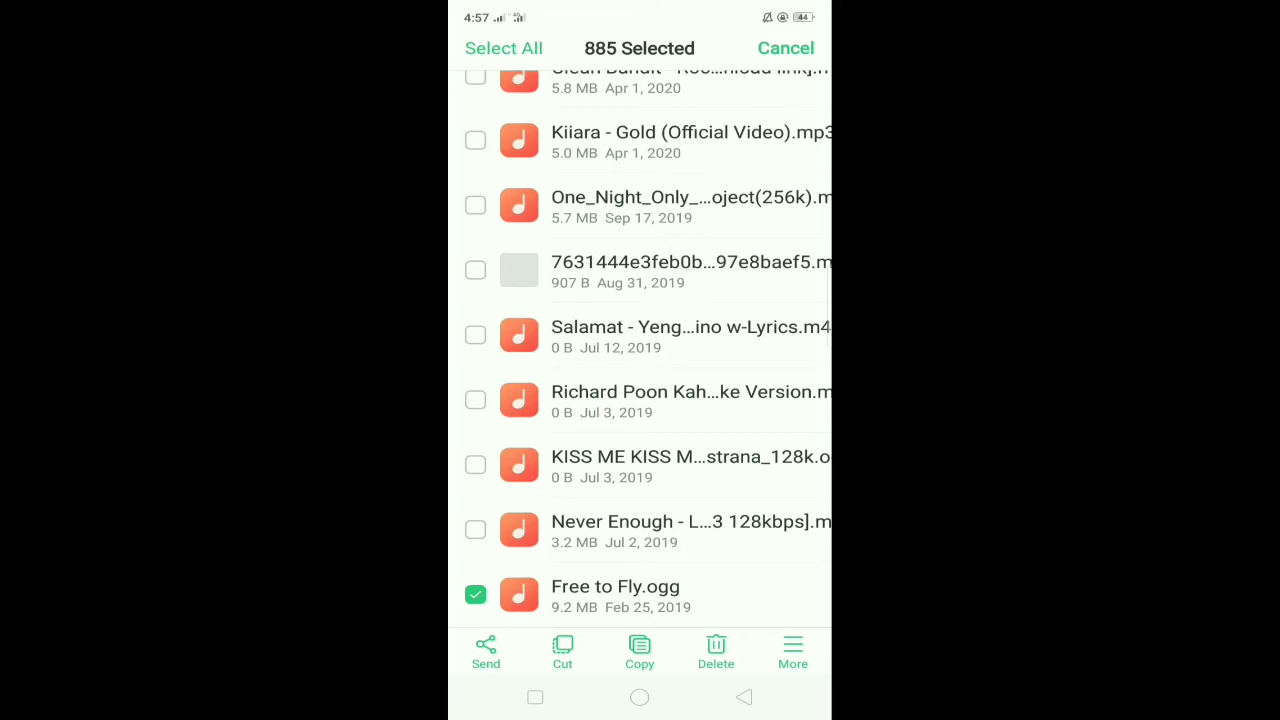 4:57
4G
44
Select All
885 Selected
Cancel
5.8 MB Apr 1, 2020
Kiiara - Gold (Official Video).mp3
5.0 MB Apr 1, 2020
One_Night_Only_...oject(256k).m
5.7 MB Sep 17, 2019
7631444e3feb0b...97e8baef5.m
907 B Aug 31, 2019
Salamat - Yeng...ino w-Lyrics.m4
0 B Jul 12, 2019
Richard Poon Kah...ke Version.m
0 B Jul 3, 2019
KISS ME KISS M...strana_128k.o
0 B Jul 3, 2019
Never Enough - L...3 128kbps].m
3.2 MB Jul 2, 2019
Free to Fly.ogg
9.2 MB Feb 25, 2019
Send
Cut
Copy
Delete
More